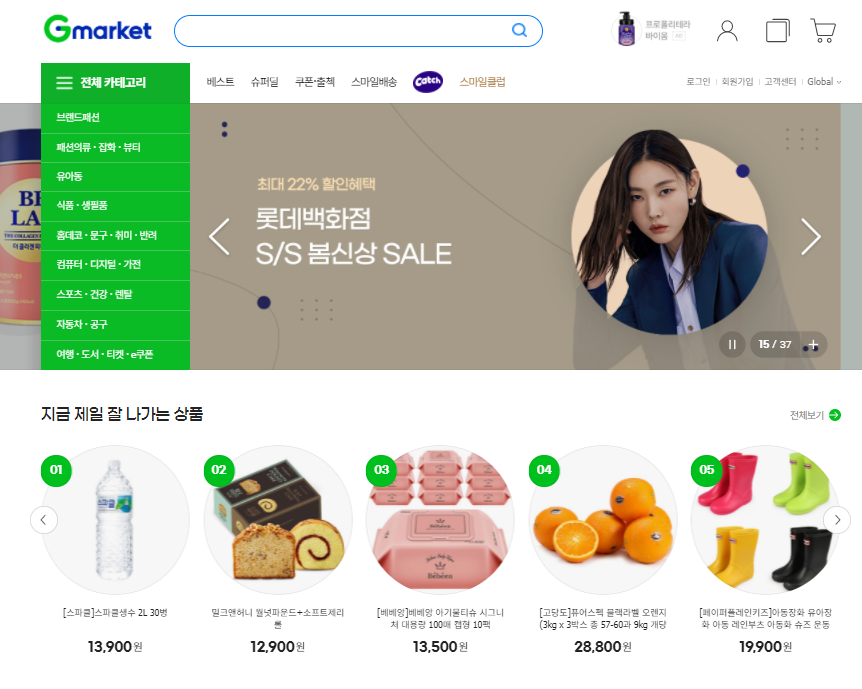 Gmarket
프로폴리테라
바이옴 AD
전체 카테고리
베스트 슈퍼딜 쿠폰·출첵 스마일배송 Catch 스마일클럽
로그인 회원가입 고객센터 Global
브랜드패션
패션의류·잡화·뷰티
유아동
식품·생필품
홈데코·문구·취미·반려
컴퓨터·디지털·가전
스포츠·건강·렌탈
자동차·공구
여행·도서·티켓·e쿠폰
최대 22% 할인혜택
롯데백화점
S/S 봄신상 SALE
15 / 37
지금 제일 잘 나가는 상품
전체보기
01
02
03
04
05
[스파클]스파클생수 2L 30병
13,900원
밀크앤허니 월넛파운드+소프트제리
롤
12,900원
[베베앙]베베앙 아기물티슈 시그니
처 대용량 100매 캡형 10팩
13,500원
[고당도]퓨어스펙 블랙라벨 오렌지
(3kg x 3박스 총 57-60과 9kg 개당
28,800원
[페이퍼플레인키즈]아동장화 유아장
화 아동 레인부츠 아동화 슈즈 운동
19,900원